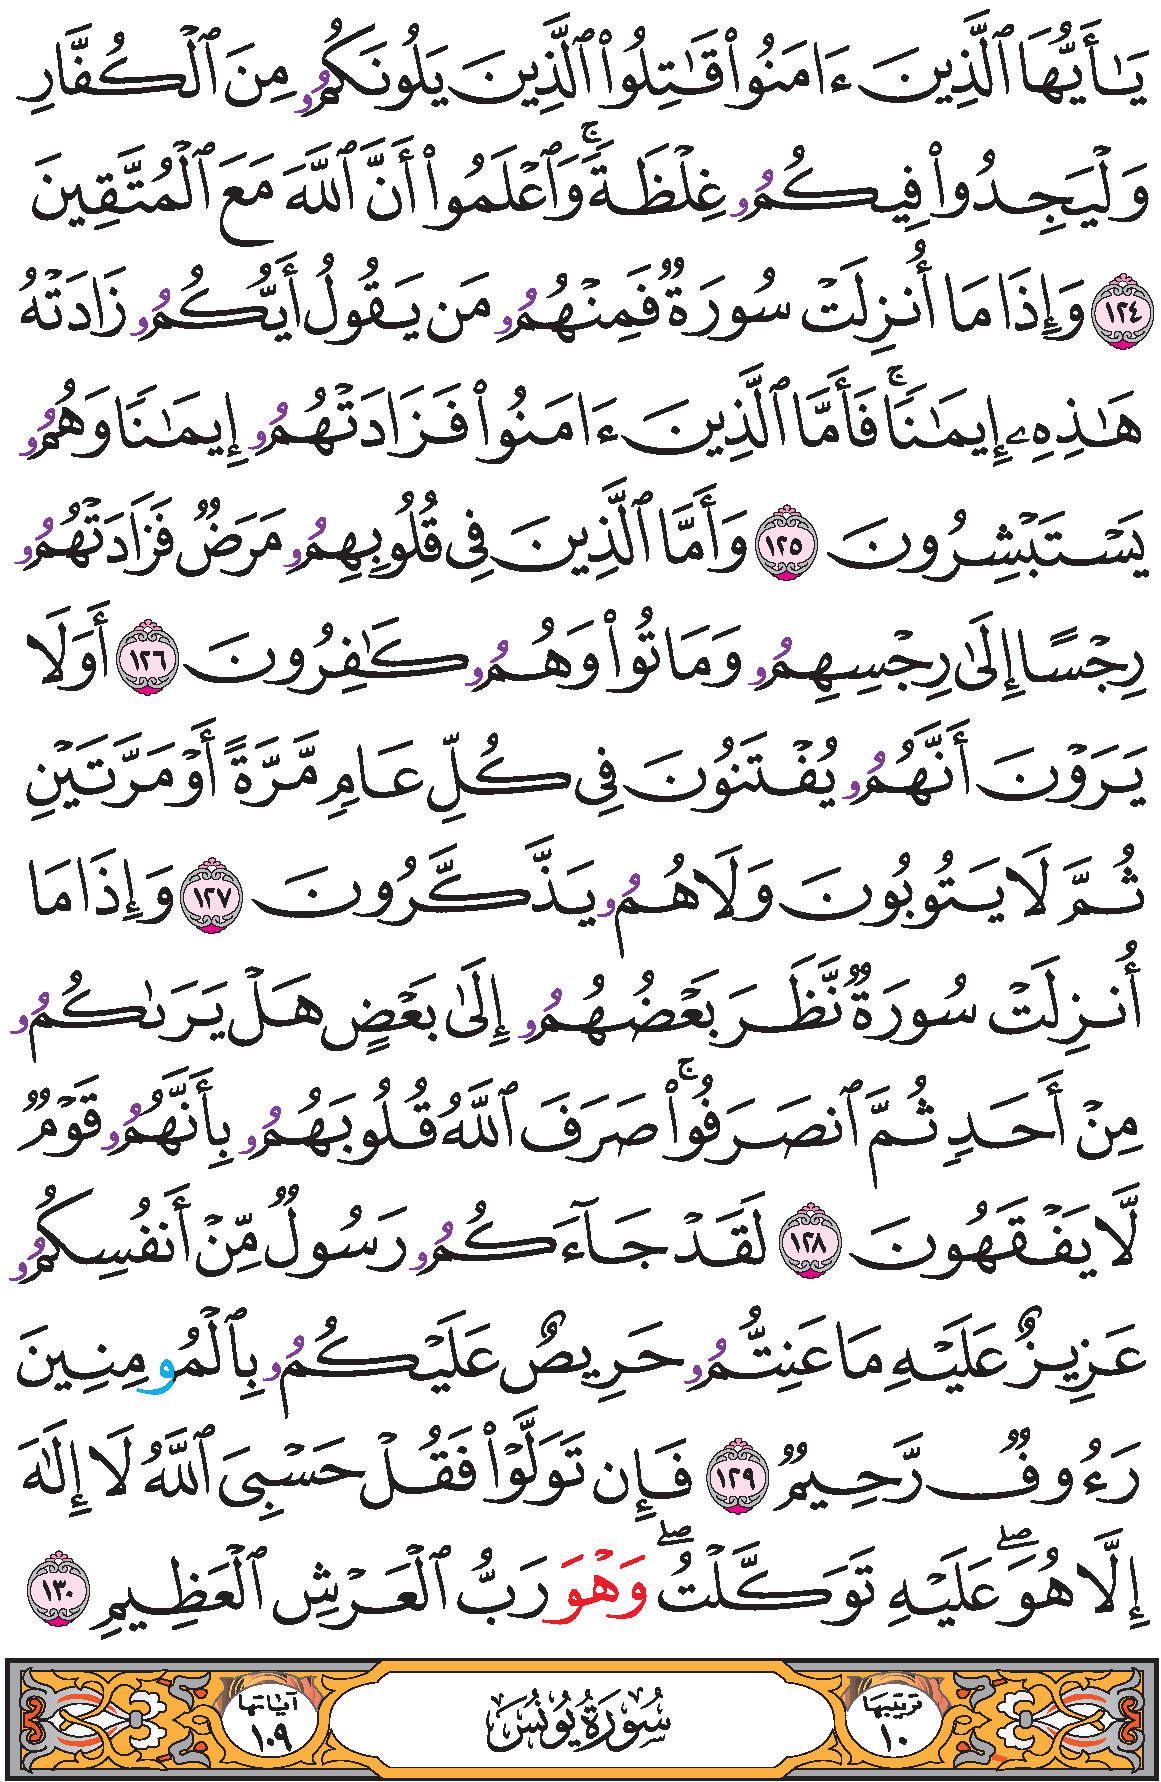 يَـٰٓأَيُّهَا ٱلَّذِينَ ءَامَنُوا۟ قَـٰتِلُوا۟ ٱلَّذِينَ يَلُونَكُمُۥ مِنَ ٱلْكُفَّارِ
وَلْيَجِدُوا۟ فِيكُمُۥ غِلْظَةًۚ وَٱعْلَمُوا۟ أَنَّ ٱللَّهَ مَعَ ٱلْمُتَّقِينَ
١٢٤ وَإِذَا مَا أُنزِلَتْ سُورَةٌ فَمِنْهُمُۥ مَن يَقُولُ أَيُّكُمُۥ زَادَتْهُ
هَـٰذِهِۦ إِيمَـٰنًاۚ فَأَمَّا ٱلَّذِينَ ءَامَنُوا۟ فَزَادَتْهُمُۥ إِيمَـٰنًا وَهُمُۥ
يَسْتَبْشِرُونَ ١٢٥ وَأَمَّا ٱلَّذِينَ فِى قُلُوبِهِمُۥ مَرَضٌ فَزَادَتْهُمُۥ
رِجْسًا إِلَىٰ رِجْسِهِمُۥ وَمَاتُوا۟ وَهُمُۥ كَـٰفِرُونَ ١٢٦ أَوَلَا
يَرَوْنَ أَنَّهُمُۥ يُفْتَنُونَ فِى كُلِّ عَامٍ مَّرَّةً أَوْ مَرَّتَيْنِ
ثُمَّ لَا يَتُوبُونَ وَلَا هُمُۥ يَذَّكَّرُونَ ١٢٧ وَإِذَا مَا
أُنزِلَتْ سُورَةٌ نَّظَرَ بَعْضُهُمُۥ إِلَىٰ بَعْضٍ هَلْ يَرَىٰكُمُۥ
مِنْ أَحَدٍ ثُمَّ ٱنصَرَفُوا۟ۚ صَرَفَ ٱللَّهُ قُلُوبَهُمُۥ بِأَنَّهُمُۥ قَوْمٌ
لَّا يَفْقَهُونَ ١٢٨ لَقَدْ جَآءَكُمُۥ رَسُولٌ مِّنْ أَنفُسِكُمُۥ
عَزِيزٌ عَلَيْهِ مَا عَنِتُّمُۥ حَرِيصٌ عَلَيْكُمُۥ بِٱلْمُومِنِينَ
رَءُوفٌ رَّحِيمٌ ١٢٩ فَإِن تَوَلَّوْا۟ فَقُلْ حَسْبِىَ ٱللَّهُ لَا إِلَـٰهَ
إِلَّا هُوَۖ عَلَيْهِ تَوَكَّلْتُۖ وَهْوَ رَبُّ ٱلْعَرْشِ ٱلْعَظِيمِ ١٣٠
ترتيبها ١٠ سُورَةُ يُونُسَ آياتها ١٠٩